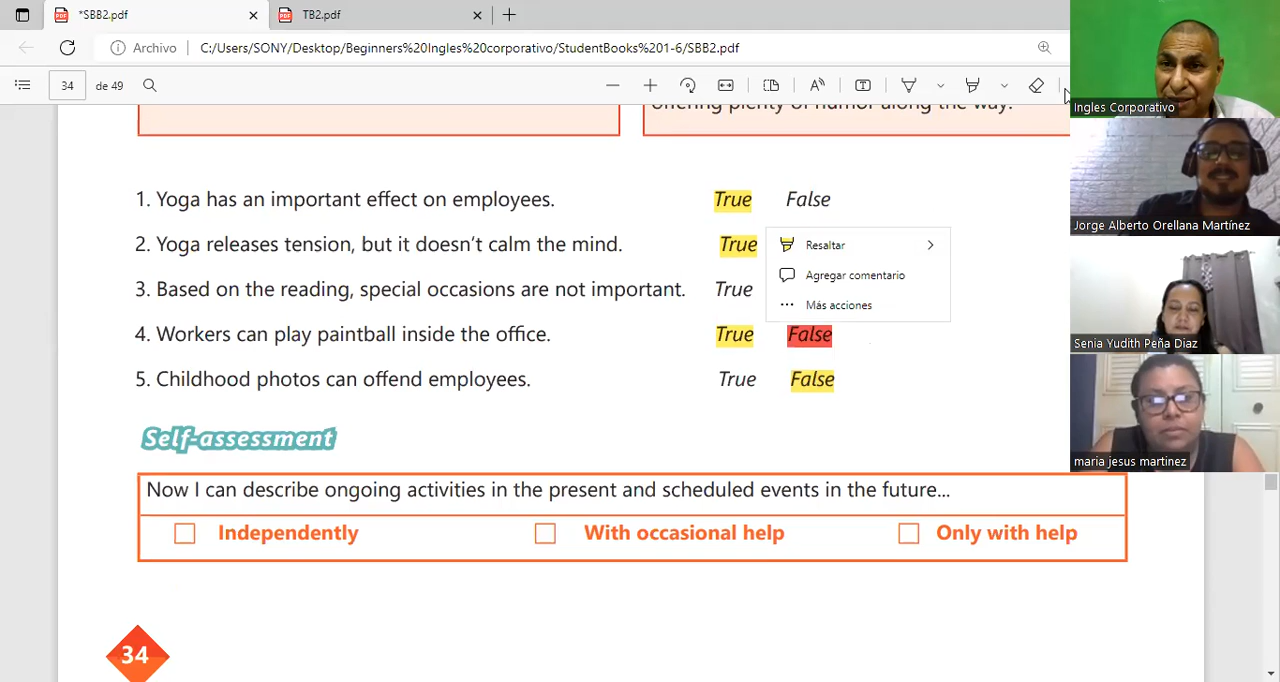 *SBB2.pdf
TB2.pdf
Archivo
C:/Users/SONY/Desktop/Beginners%20Ingles%20corporativo/StudentBooks%201-6/SBB2.pdf
34
de 49
offering plenty of humor along the way.
1. Yoga has an important effect on employees. True False
2. Yoga releases tension, but it doesn't calm the mind. True
3. Based on the reading, special occasions are not important. True
4. Workers can play paintball inside the office. True False
5. Childhood photos can offend employees. True False
Resaltar
Agregar comentario
Más acciones
Self-assessment
Now I can describe ongoing activities in the present and scheduled events in the future...
Independently With occasional help Only with help
34
Ingles Corporativo
Jorge Alberto Orellana Martínez
Senia Yudith Peña Diaz
maria jesus martinez